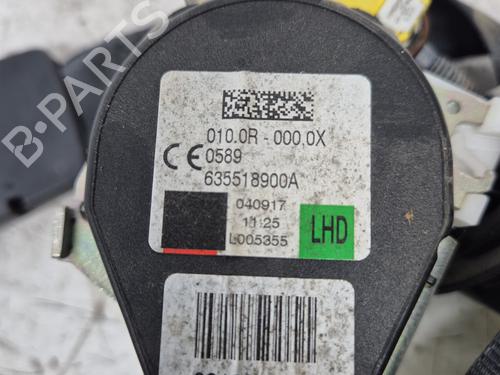 010.0R - 000.0X
CE 0589
635518900A
040917
11:25
L005355
LHD
B-PARTS